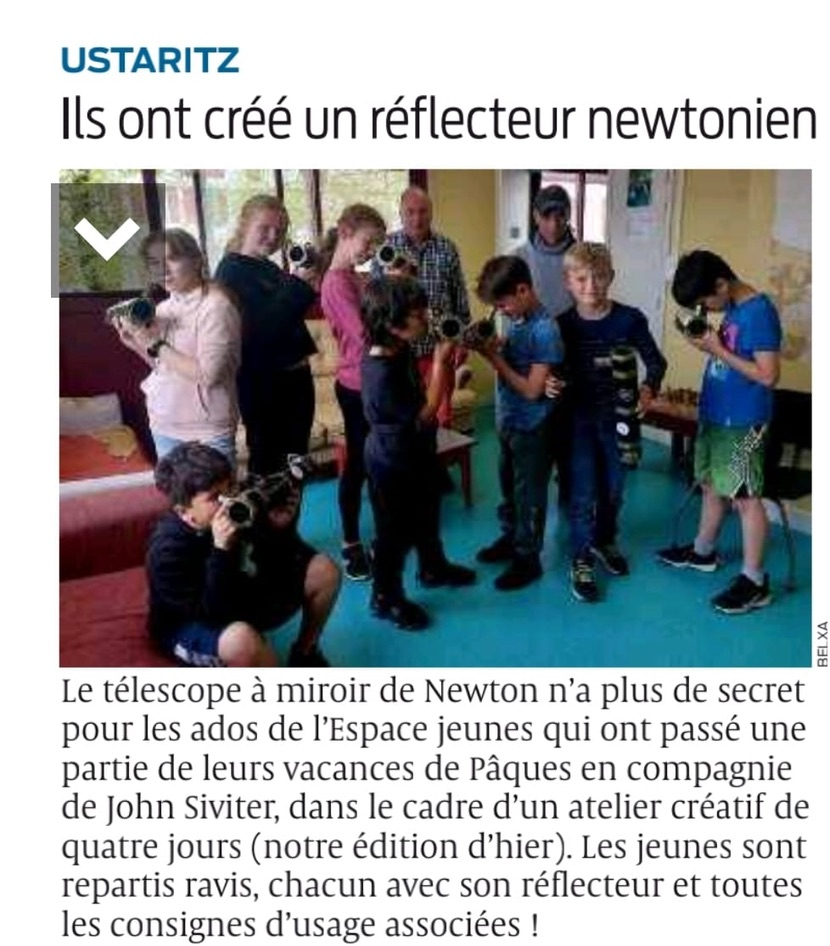 USTARITZ
Ils ont créé un réflecteur newtonien
BELXA
Le télescope à miroir de Newton n'a plus de secret
pour les ados de l'Espace jeunes qui ont passé une
partie de leurs vacances de Pâques en compagnie
de John Siviter, dans le cadre d'un atelier créatif de
quatre jours (notre édition d'hier). Les jeunes sont
repartis ravis, chacun avec son réflecteur et toutes
les consignes d'usage associées !